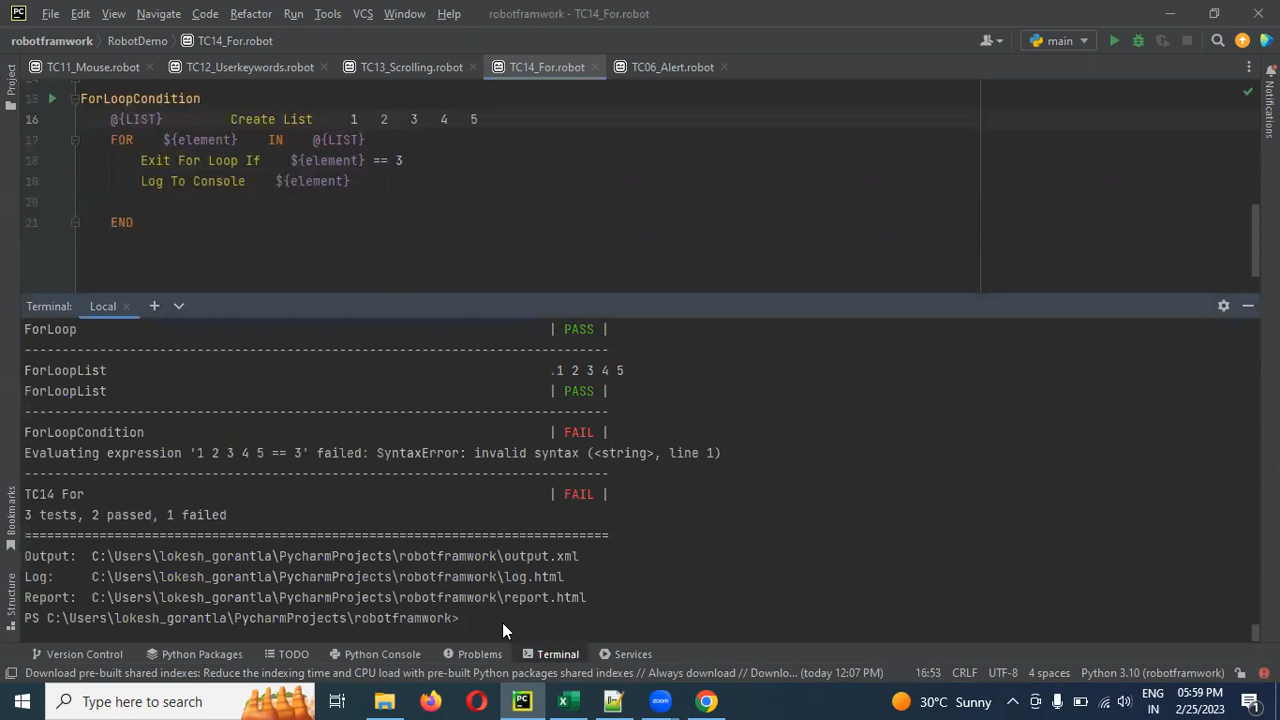 PC File Edit View Navigate Code Refactor Run Tools VCS Window Help robotframwork - TC14_For.robot
robotframwork RobotDemo TC14_For.robot main
Project TC11_Mouse.robot TC12_Userkeywords.robot TC13_Scrolling.robot TC14_For.robot TC06_Alert.robot
Notifications
15 ForLoopCondition
16 @{LIST} Create List 1 2 3 4 5
17 FOR ${element} IN @{LIST}
18 Exit For Loop If ${element} == 3
Log To Console ${element}
20
21 END
Terminal: Local
ForLoop | PASS |
------------------------------------------------------------------------------
ForLoopList .1 2 3 4 5
ForLoopList | PASS |
------------------------------------------------------------------------------
ForLoopCondition | FAIL |
Evaluating expression '1 2 3 4 5 == 3' failed: SyntaxError: invalid syntax (<string>, line 1)
------------------------------------------------------------------------------
TC14 For | FAIL |
3 tests, 2 passed, 1 failed
==============================================================================
Output: C:\Users\lokesh_gorantla\PycharmProjects\robotframwork\output.xml
Log: C:\Users\lokesh_gorantla\PycharmProjects\robotframwork\log.html
Report: C:\Users\lokesh_gorantla\PycharmProjects\robotframwork\report.html
PS C:\Users\lokesh_gorantla\PycharmProjects\robotframwork>
Bookmarks
Structure
Version Control Python Packages TODO Python Console Problems Terminal Services
Download pre-built shared indexes: Reduce the indexing time and CPU load with pre-built Python packages shared indexes // Always download // Downlo... (today 12:07 PM) 16:53 CRLF UTF-8 4 spaces Python 3.10 (robotframwork)
Type here to search PC zoom 30°C Sunny ENG 05:59 PM
IN 2/25/2023 1